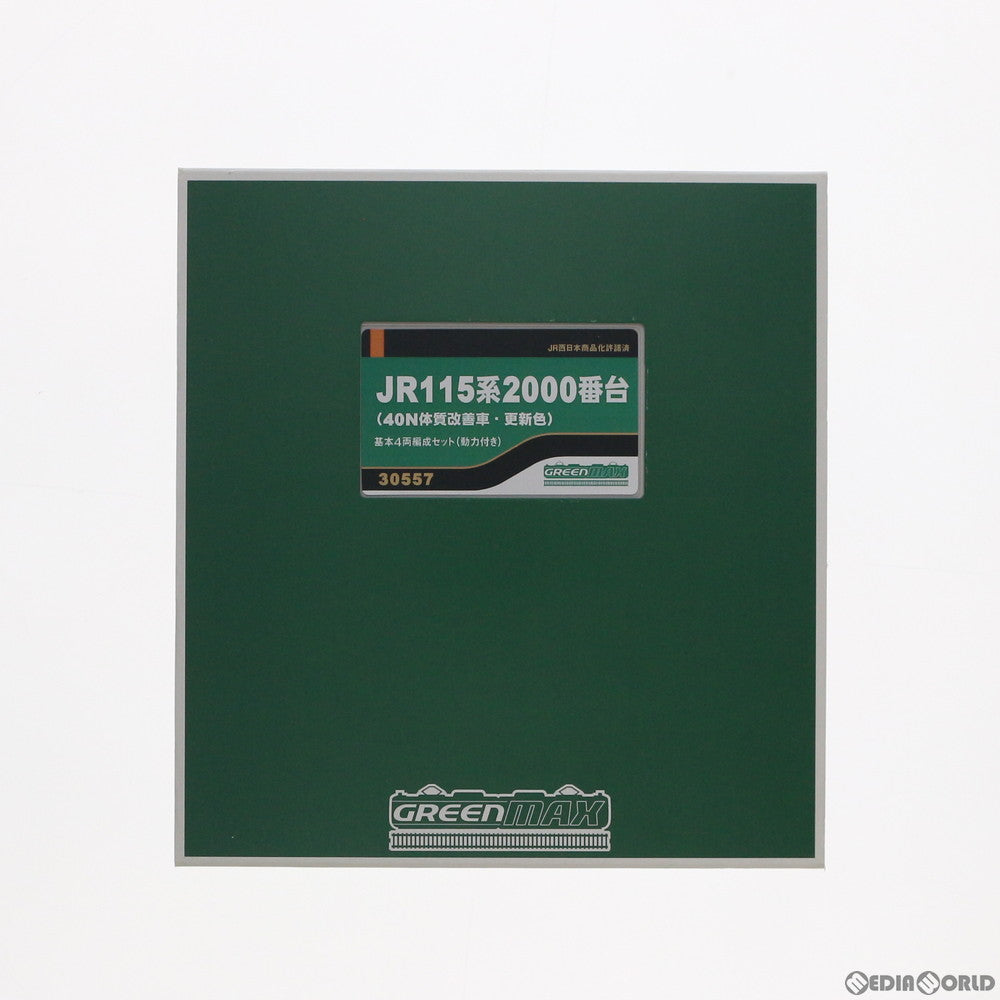 JR西日本商品化許諾済
JR115系2000番台
(40N体質改善車・更新色)
基本4両編成セット(動力付き)
30557
GREENMAX
GREENMAX
MEDIAWORLD